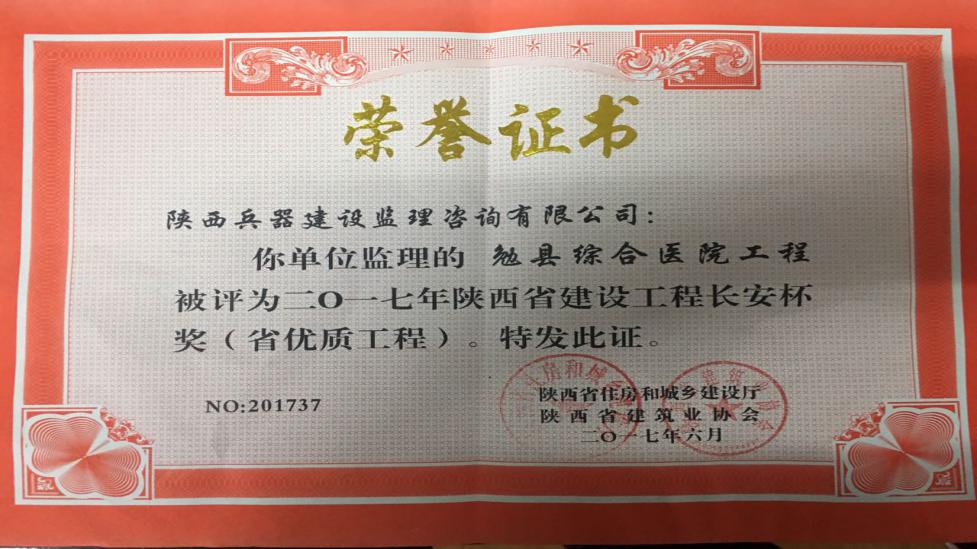 荣誉证书
陕西兵器建设监理咨询有限公司：
你单位监理的 勉县综合医院工程
被评为二〇一七年陕西省建设工程长安杯
奖（省优质工程）。特发此证。
NO:201737
陕西省住房和城乡建设厅
陕西省建筑业协会
二〇一七年六月